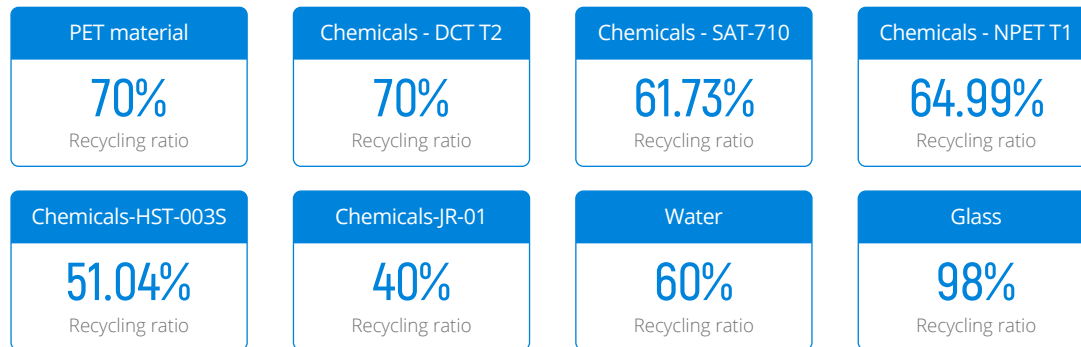 PET material
70%
Recycling ratio
Chemicals - DCT T2
70%
Recycling ratio
Chemicals - SAT-710
61.73%
Recycling ratio
Chemicals - NPET T1
64.99%
Recycling ratio
Chemicals-HST-003S
51.04%
Recycling ratio
Chemicals-JR-01
40%
Recycling ratio
Water
60%
Recycling ratio
Glass
98%
Recycling ratio